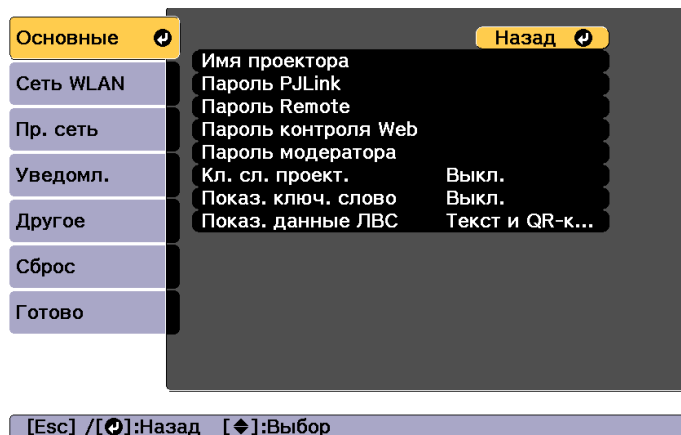 Основные
Назад
Имя проектора
Сеть WLAN
Пароль PJLink
Пароль Remote
Пр. сеть
Пароль контроля Web
Пароль модератора
Уведомл.
Кл. сл. проект. Выкл.
Показ. ключ. слово Выкл.
Другое
Показ. данные ЛВС Текст и QR-к...
Сброс
Готово
[Esc] /[]:Назад []:Выбор